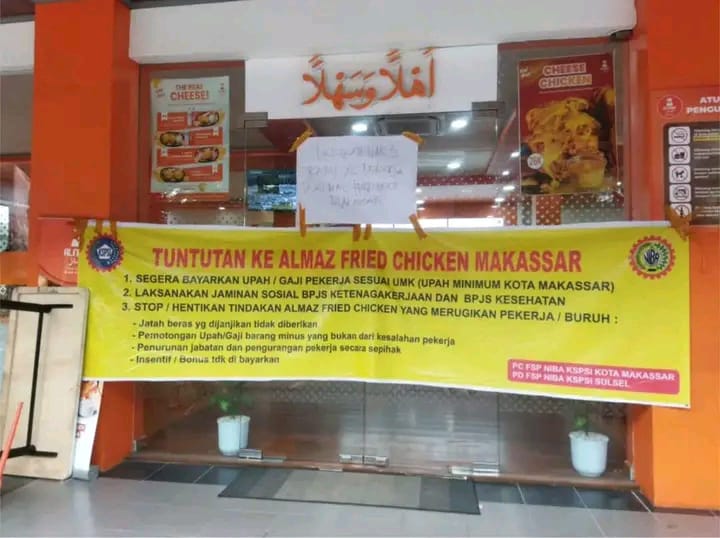 أهلًا وسهلًا
THE REAL
CHEESE!
CHEESE
CHICKEN
ATU
PENGU
TUNTUTAN KE ALMAZ FRIED CHICKEN MAKASSAR
1. SEGERA BAYARKAN UPAH / GAJI PEKERJA SESUAI UMK (UPAH MINIMUM KOTA MAKASSAR)
2. LAKSANAKAN JAMINAN SOSIAL BPJS KETENAGAKERJAAN DAN BPJS KESEHATAN
3. STOP / HENTIKAN TINDAKAN ALMAZ FRIED CHICKEN YANG MERUGIKAN PEKERJA / BURUH :
- Jatah beras yg dijanjikan tidak diberikan
- Pemotongan Upah/Gaji barang minus yang bukan dari kesalahan pekerja
- Penurunan jabatan dan pengurangan pekerja secara sepihak
- Insentif / Bonus tdk di bayarkan
PC FSP NIBA KSPSI KOTA MAKASSAR
PD FSP NIBA KSPSI SULSEL